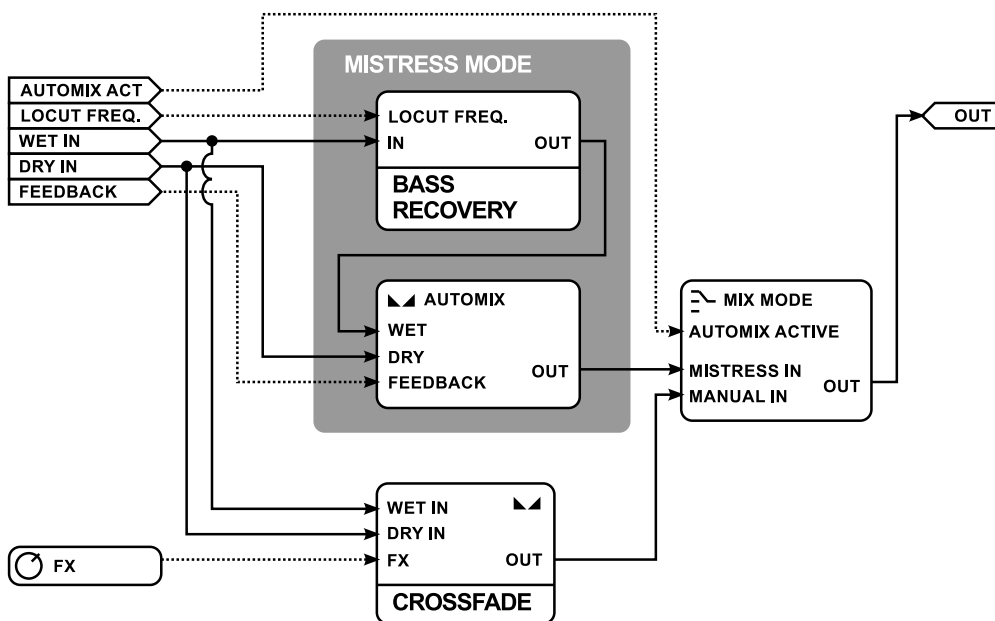 MISTRESS MODE
AUTOMIX ACT
LOCUT FREQ.
WET IN
DRY IN
FEEDBACK
LOCUT FREQ.
IN
OUT
BASS
RECOVERY
AUTOMIX
WET
DRY
FEEDBACK
OUT
MIX MODE
AUTOMIX ACTIVE
MISTRESS IN
MANUAL IN
OUT
OUT
FX
WET IN
DRY IN
FX
OUT
CROSSFADE